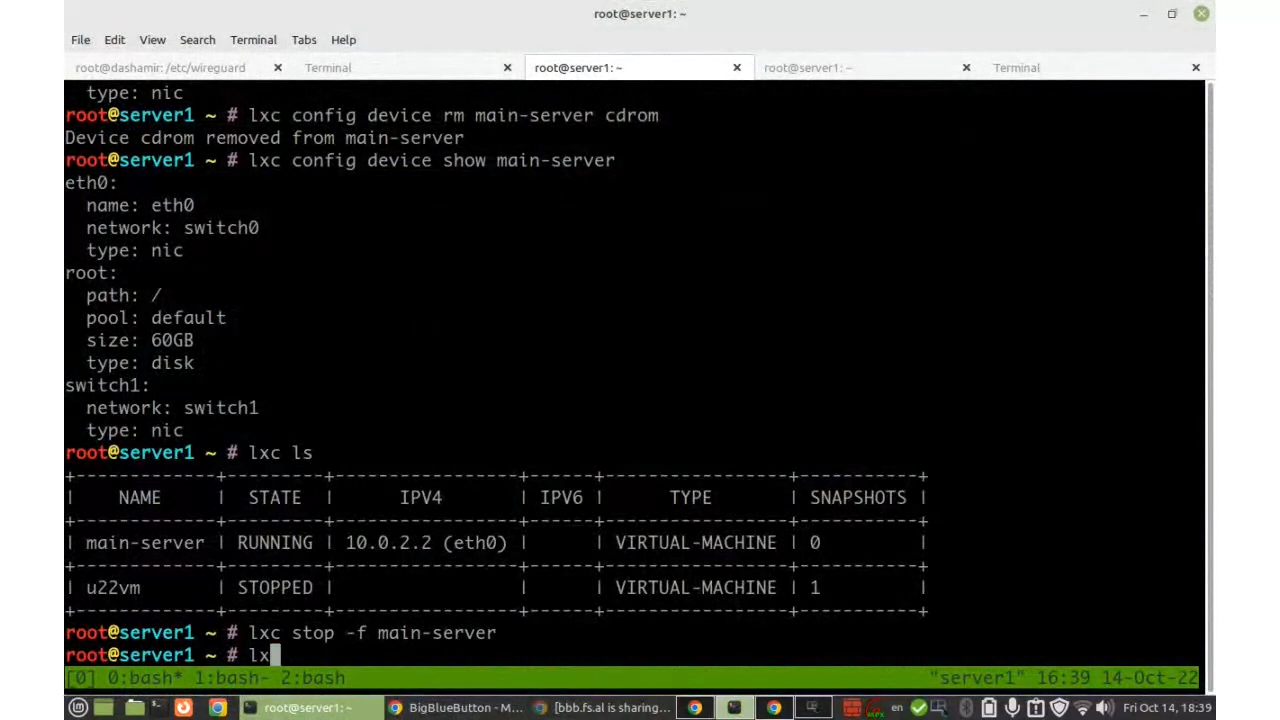 root@server1: ~
File Edit View Search Terminal Tabs Help
root@dashamir: /etc/wireguard Terminal root@server1: ~ root@server1: ~ Terminal
type: nic
root@server1 ~ # lxc config device rm main-server cdrom
Device cdrom removed from main-server
root@server1 ~ # lxc config device show main-server
eth0:
name: eth0
network: switch0
type: nic
root:
path: /
pool: default
size: 60GB
type: disk
switch1:
network: switch1
type: nic
root@server1 ~ # lxc ls
+-------------+---------+-----------------+------+-----------------+-----------+
| NAME | STATE | IPV4 | IPV6 | TYPE | SNAPSHOTS |
+-------------+---------+-----------------+------+-----------------+-----------+
| main-server | RUNNING | 10.0.2.2 (eth0) | | VIRTUAL-MACHINE | 0 |
+-------------+---------+-----------------+------+-----------------+-----------+
| u22vm | STOPPED | | | VIRTUAL-MACHINE | 1 |
+-------------+---------+-----------------+------+-----------------+-----------+
root@server1 ~ # lxc stop -f main-server
root@server1 ~ # lx
[0] 0:bash* 1:bash- 2:bash "server1" 16:39 14-Oct-22
root@server1: ~ BigBlueButton - M... [bbb.fs.al is sharing... en Fri Oct 14, 18:39